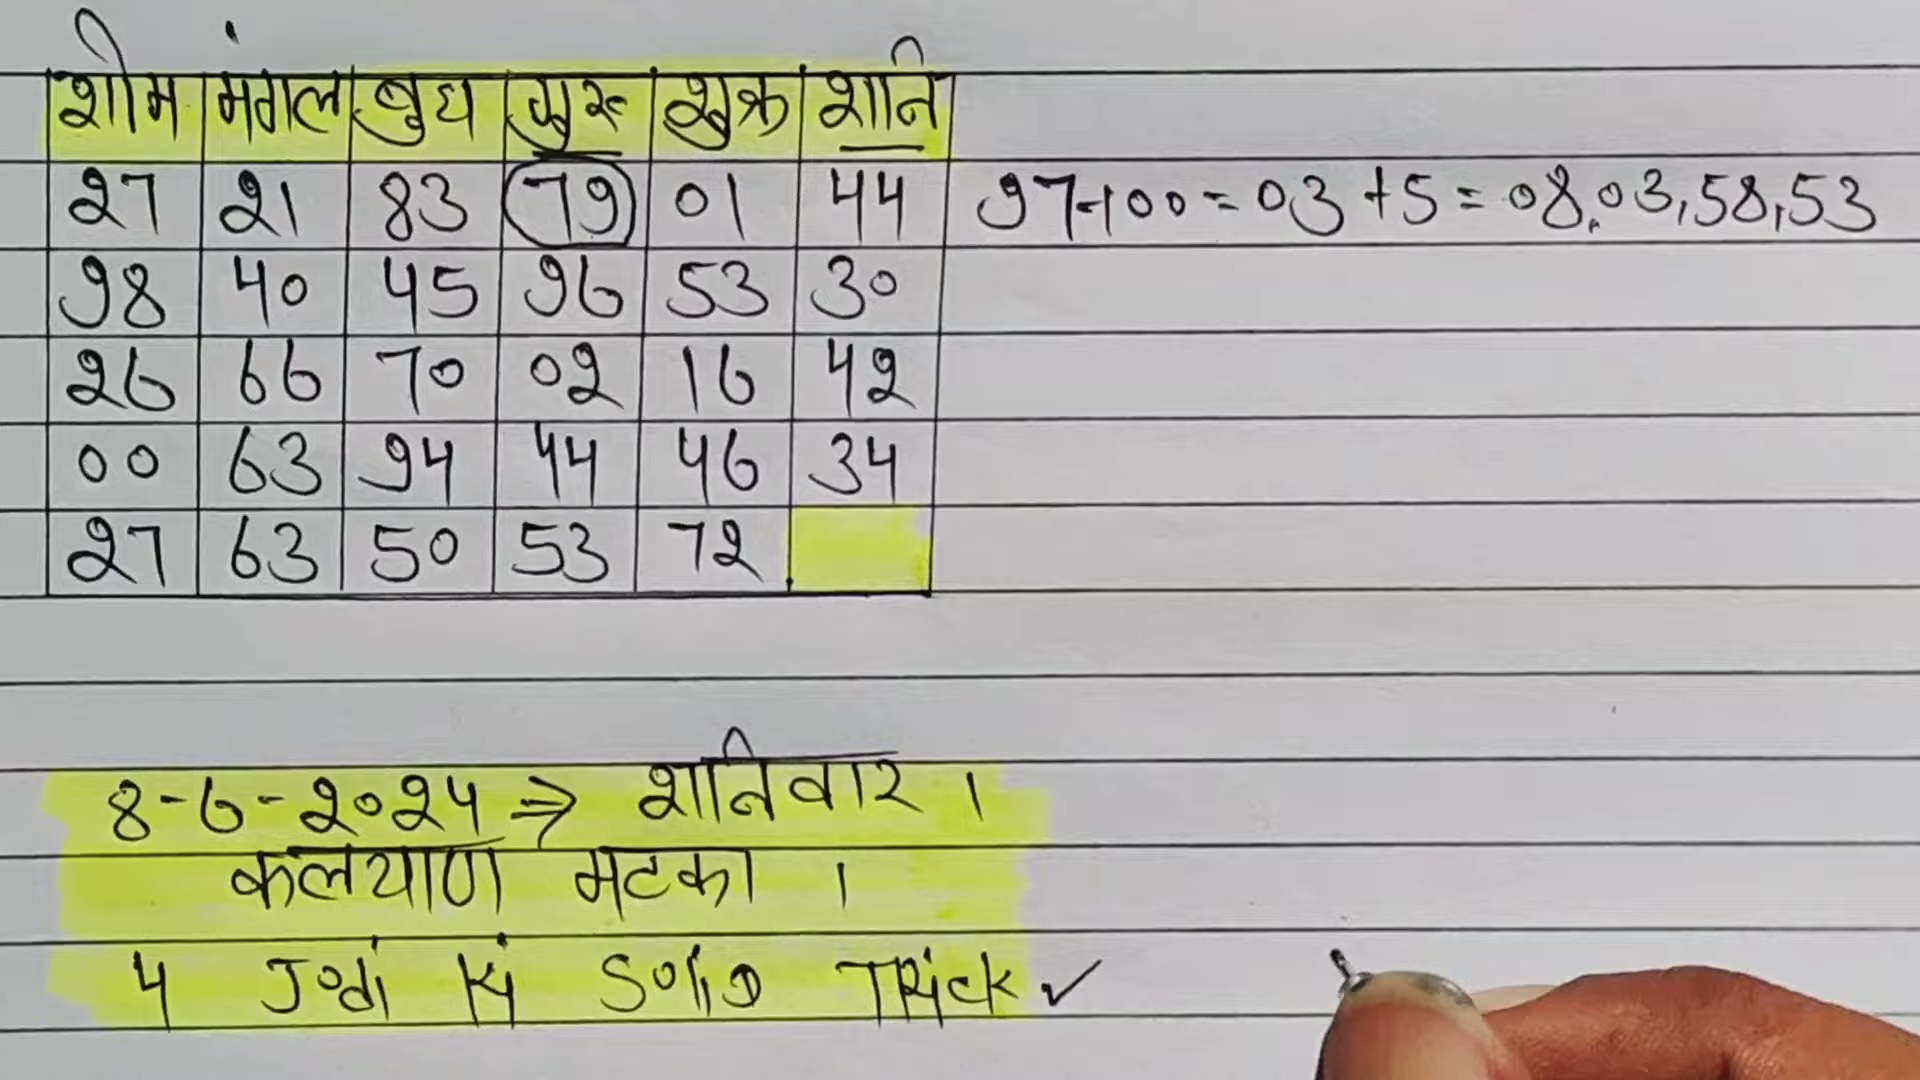 शोम मंगल बुध गुरु शुक्र शनि
27 21 83 79 01 44 97-100=03+5=08,03,58,53
98 40 45 96 53 30
26 66 70 02 16 42
00 63 94 44 46 34
27 63 50 53 72
8-6-2024 ⇒ शनिवार ।
कलयाण मटका ।
4 Jodi Ki Solid Trick ✓